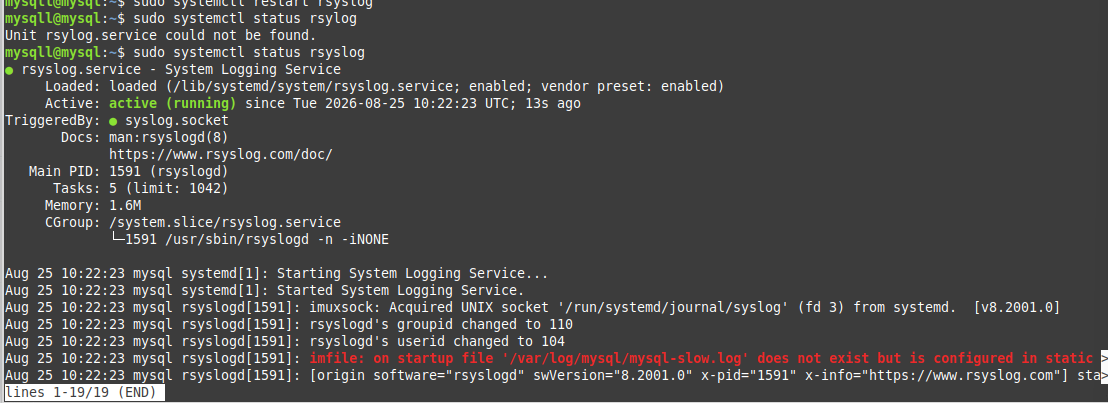 mysqll@mysql:~$ sudo systemctl restart rsyslog
mysqll@mysql:~$ sudo systemctl status rsylog
Unit rsylog.service could not be found.
mysqll@mysql:~$ sudo systemctl status rsyslog
● rsyslog.service - System Logging Service
     Loaded: loaded (/lib/systemd/system/rsyslog.service; enabled; vendor preset: enabled)
     Active: active (running) since Tue 2026-08-25 10:22:23 UTC; 13s ago
TriggeredBy: ● syslog.socket
       Docs: man:rsyslogd(8)
             https://www.rsyslog.com/doc/
   Main PID: 1591 (rsyslogd)
      Tasks: 5 (limit: 1042)
     Memory: 1.6M
     CGroup: /system.slice/rsyslog.service
             └─1591 /usr/sbin/rsyslogd -n -iNONE
Aug 25 10:22:23 mysql systemd[1]: Starting System Logging Service...
Aug 25 10:22:23 mysql systemd[1]: Started System Logging Service.
Aug 25 10:22:23 mysql rsyslogd[1591]: imuxsock: Acquired UNIX socket '/run/systemd/journal/syslog' (fd 3) from systemd.  [v8.2001.0]
Aug 25 10:22:23 mysql rsyslogd[1591]: rsyslogd's groupid changed to 110
Aug 25 10:22:23 mysql rsyslogd[1591]: rsyslogd's userid changed to 104
Aug 25 10:22:23 mysql rsyslogd[1591]: imfile: on startup file '/var/log/mysql/mysql-slow.log' does not exist but is configured in static >
Aug 25 10:22:23 mysql rsyslogd[1591]: [origin software="rsyslogd" swVersion="8.2001.0" x-pid="1591" x-info="https://www.rsyslog.com"] sta>
lines 1-19/19 (END)